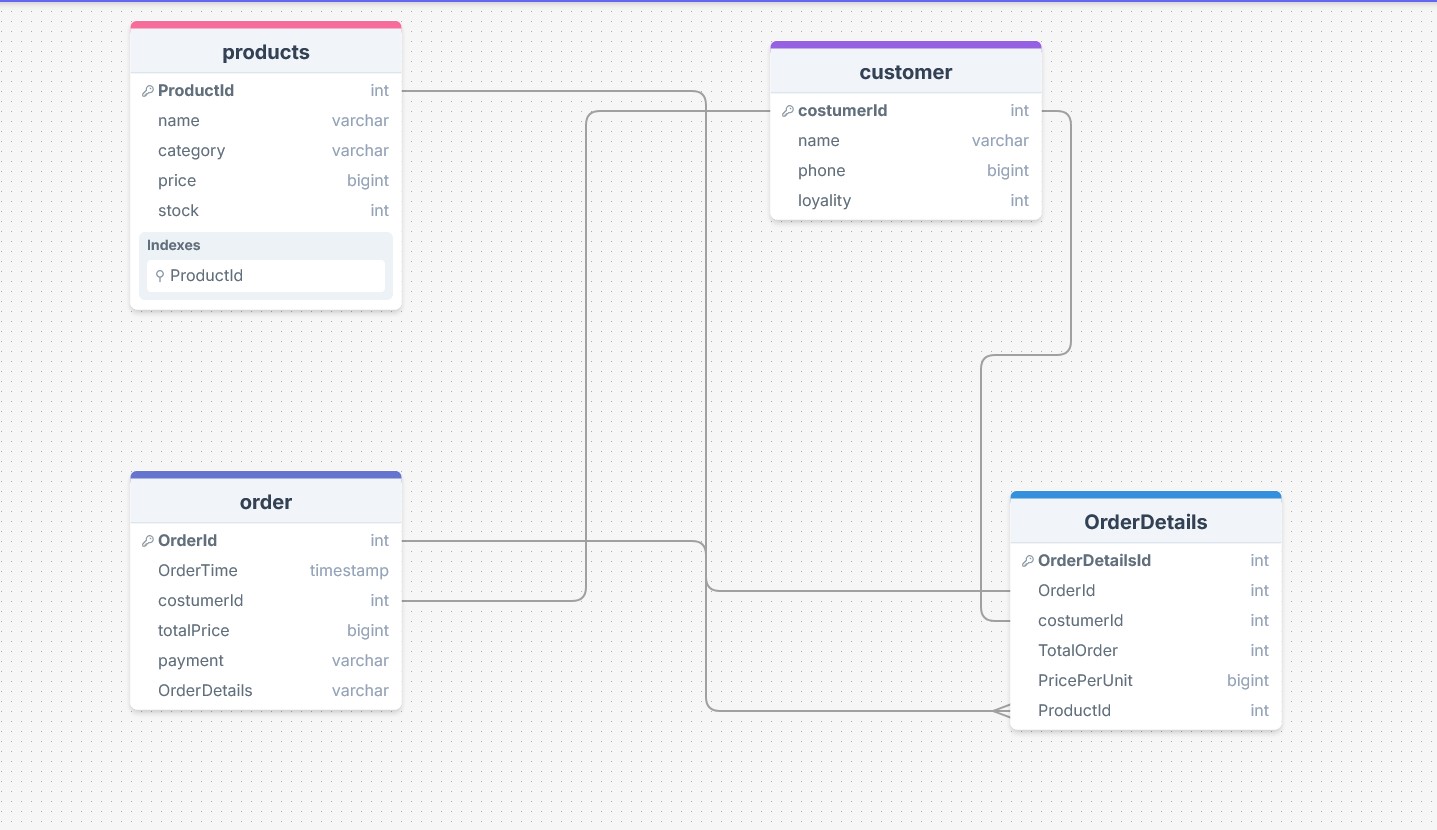 products
ProductId int
name varchar
category varchar
price bigint
stock int
Indexes
ProductId
customer
costumerId int
name varchar
phone bigint
loyality int
order
OrderId int
OrderTime timestamp
costumerId int
totalPrice bigint
payment varchar
OrderDetails varchar
OrderDetails
OrderDetailsId int
OrderId int
costumerId int
TotalOrder int
PricePerUnit bigint
ProductId int